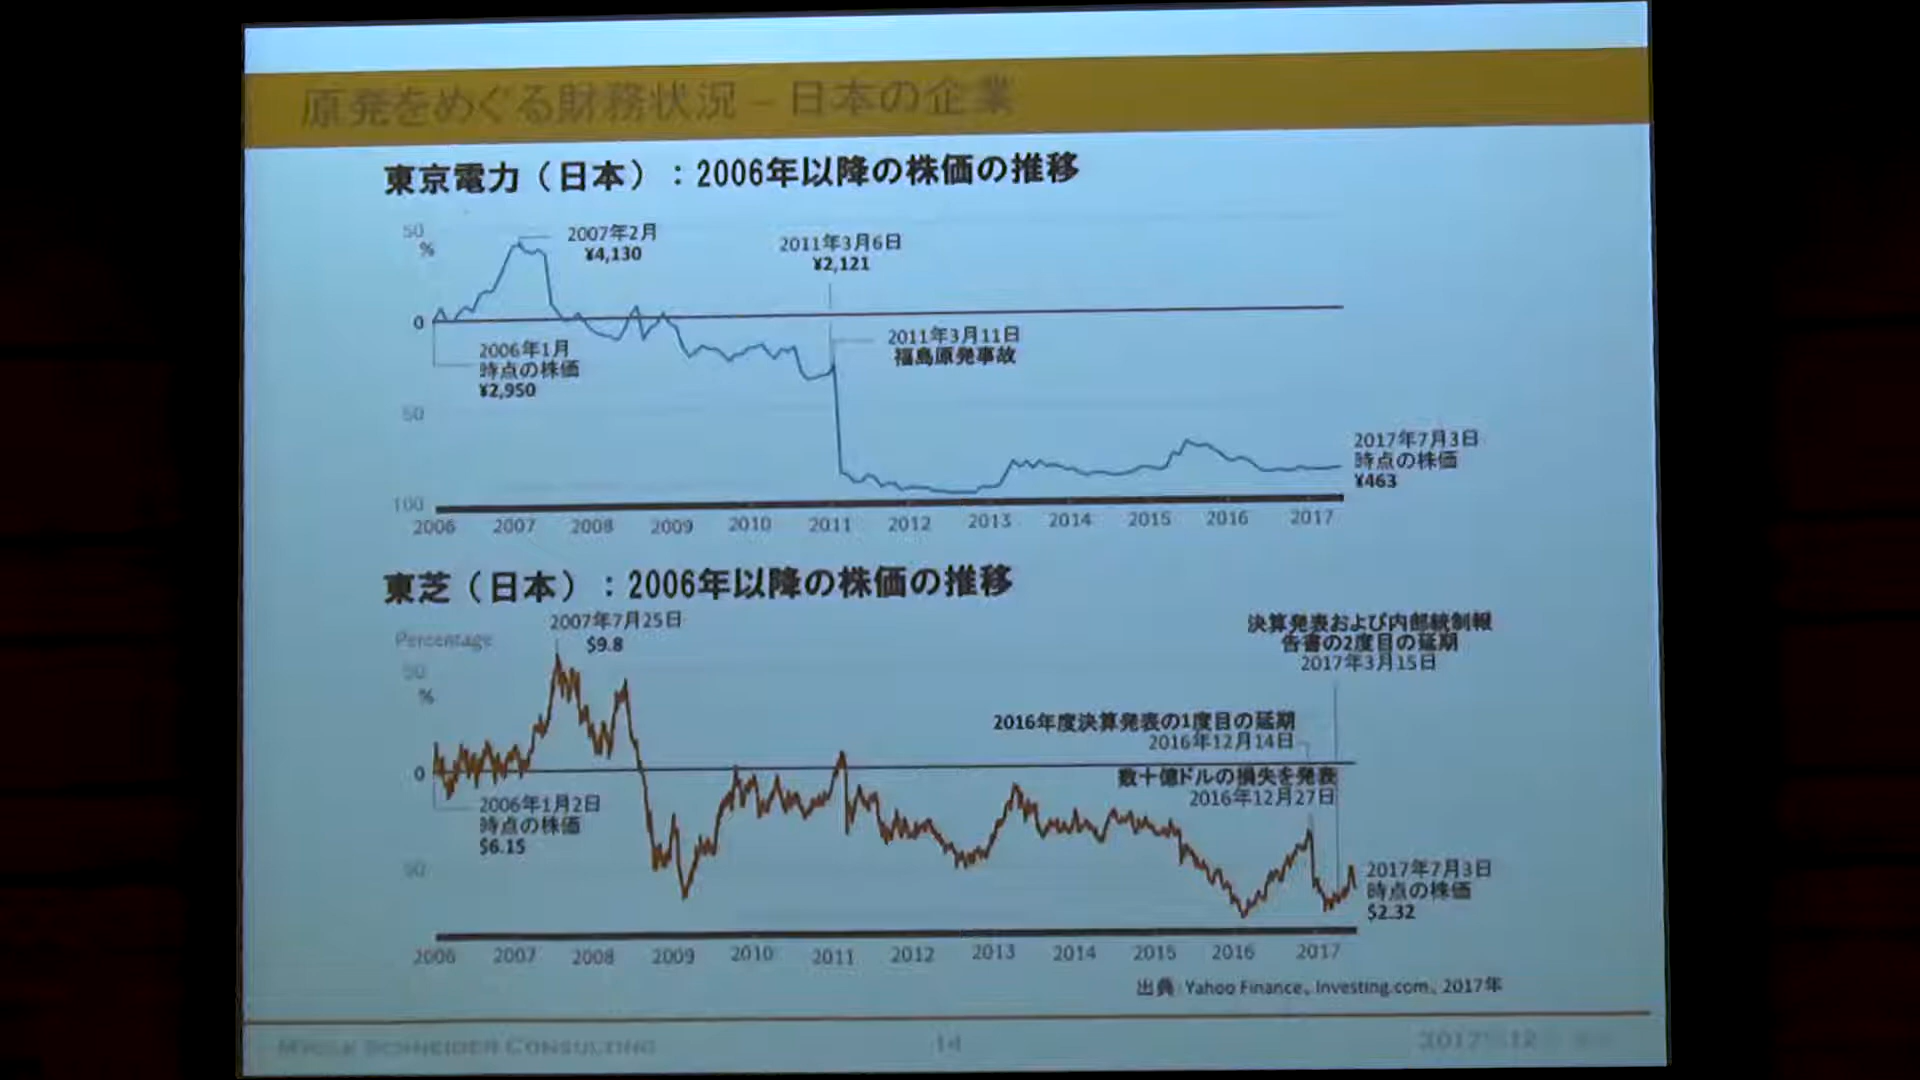 原発をめぐる財務状況 – 日本の企業
東京電力（日本）：2006年以降の株価の推移
50
%
2007年2月
¥4,130
2011年3月6日
¥2,121
0
2011年3月11日
福島原発事故
2006年1月
時点の株価
¥2,950
50
2017年7月3日
時点の株価
¥463
100
2006 2007 2008 2009 2010 2011 2012 2013 2014 2015 2016 2017
東芝（日本）：2006年以降の株価の推移
2007年7月25日
$9.8
Percentage
50
%
決算発表および内部統制報
告書の2度目の延期
2017年3月15日
2016年度決算発表の1度目の延期
2016年12月14日
0
数十億ドルの損失を発表
2016年12月27日
2006年1月2日
時点の株価
$6.15
50
2017年7月3日
時点の株価
$2.32
2006 2007 2008 2009 2010 2011 2012 2013 2014 2015 2016 2017
出典 Yahoo Finance、Investing.com、2017年
Schneider Consulting
14
2017年12